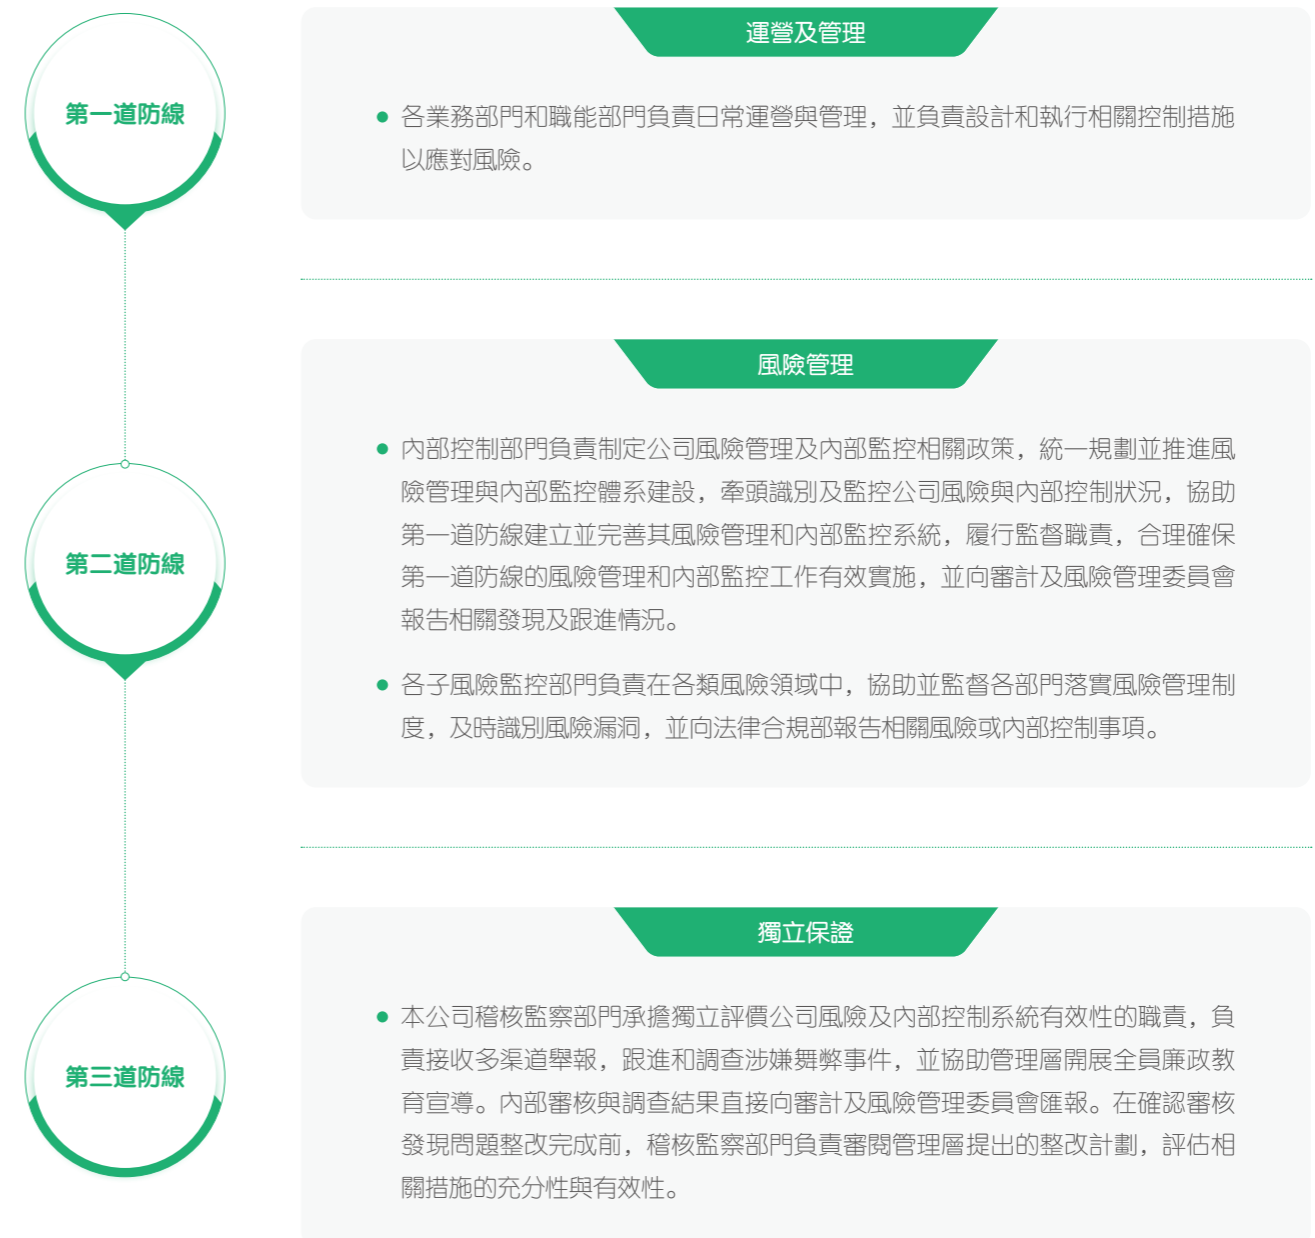 第一道防線
運營及管理
各業務部門和職能部門負責日常運營與管理，並負責設計和執行相關控制措施
以應對風險。
第二道防線
風險管理
內部控制部門負責制定公司風險管理及內部監控相關政策，統一規劃並推進風
險管理與內部監控體系建設，牽頭識別及監控公司風險與內部控制狀況，協助
第一道防線建立並完善其風險管理和內部監控系統，履行監督職責，合理確保
第一道防線的風險管理和內部監控工作有效實施，並向審計及風險管理委員會
報告相關發現及跟進情況。
各子風險監控部門負責在各類風險領域中，協助並監督各部門落實風險管理制
度，及時識別風險漏洞，並向法律合規部報告相關風險或內部控制事項。
第三道防線
獨立保證
本公司稽核監察部門承擔獨立評價公司風險及內部控制系統有效性的職責，負
責接收多渠道舉報，跟進和調查涉嫌舞弊事件，並協助管理層開展全員廉政教
育宣導。內部審核與調查結果直接向審計及風險管理委員會匯報。在確認審核
發現問題整改完成前，稽核監察部門負責審閱管理層提出的整改計劃，評估相
關措施的充分性與有效性。